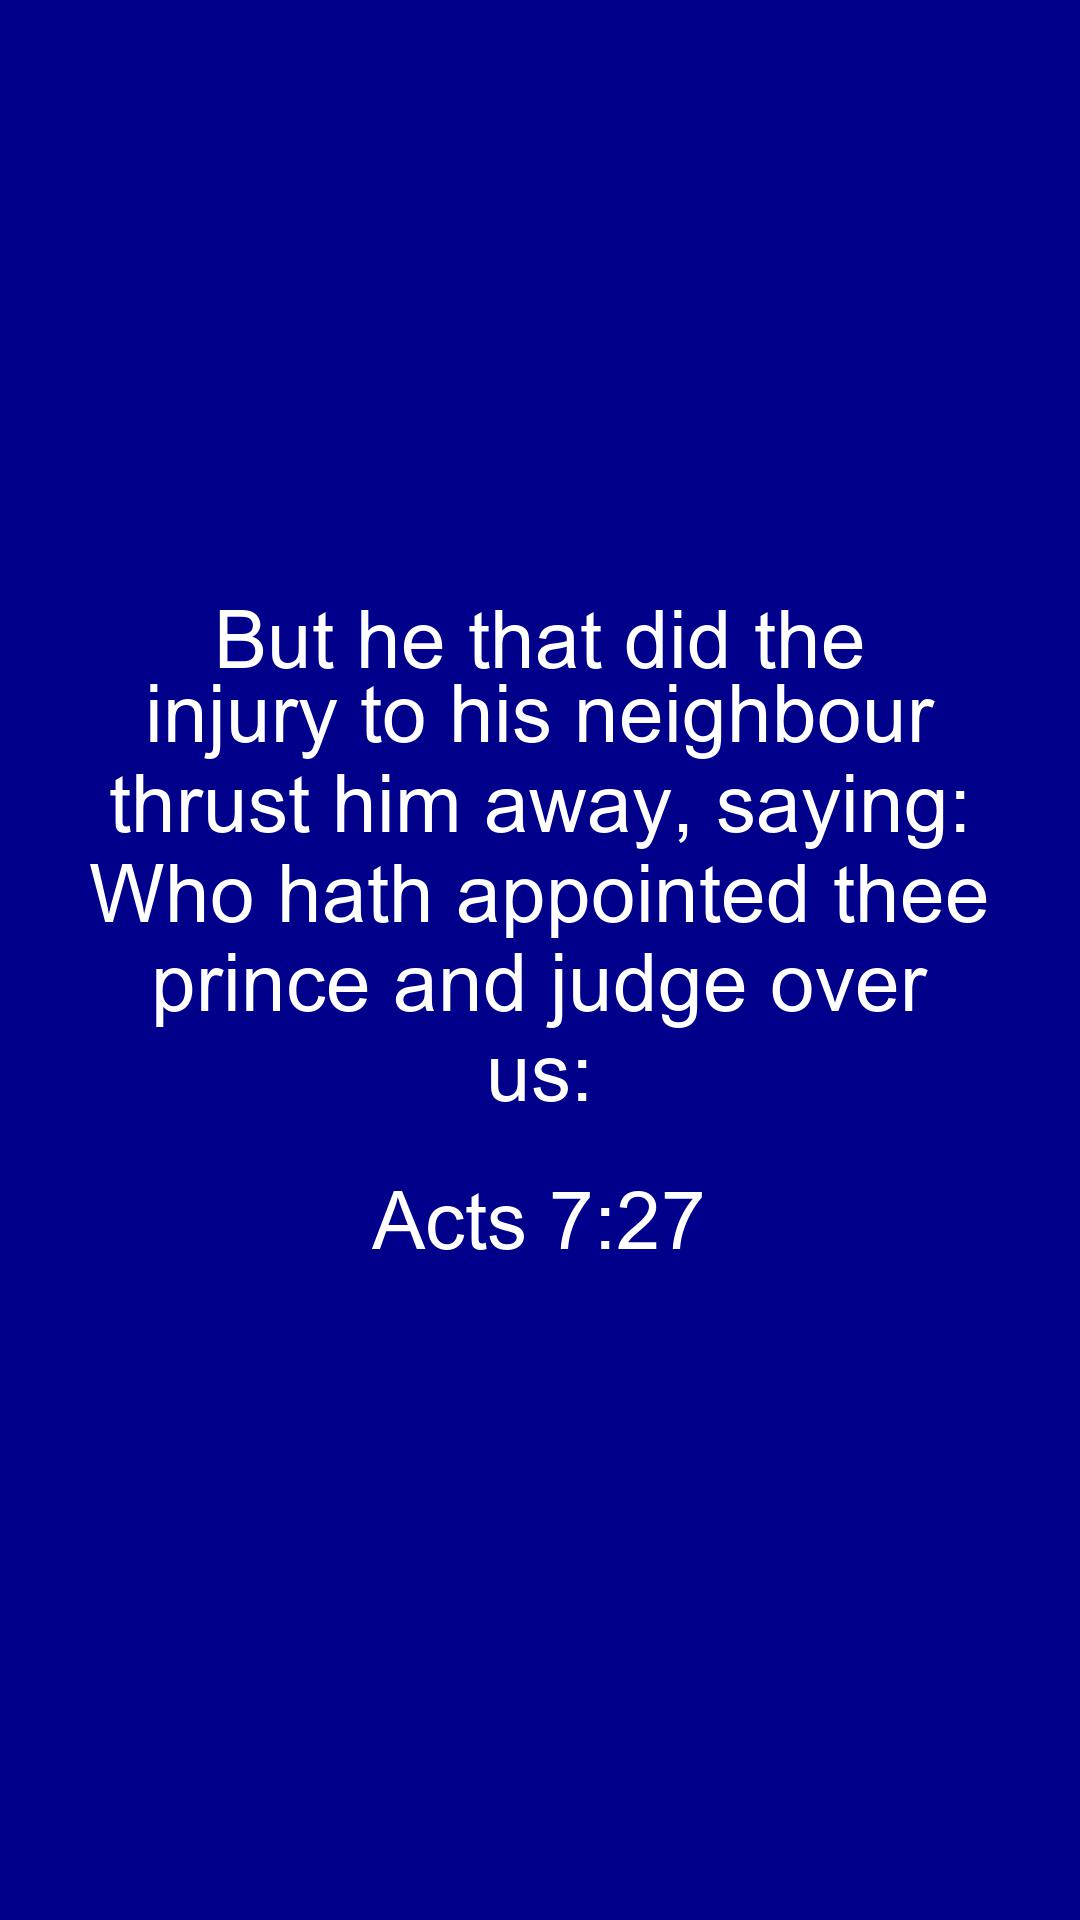 But he that did the
injury to his neighbour
thrust him away, saying:
Who hath appointed thee
prince and judge over
us:
Acts 7:27